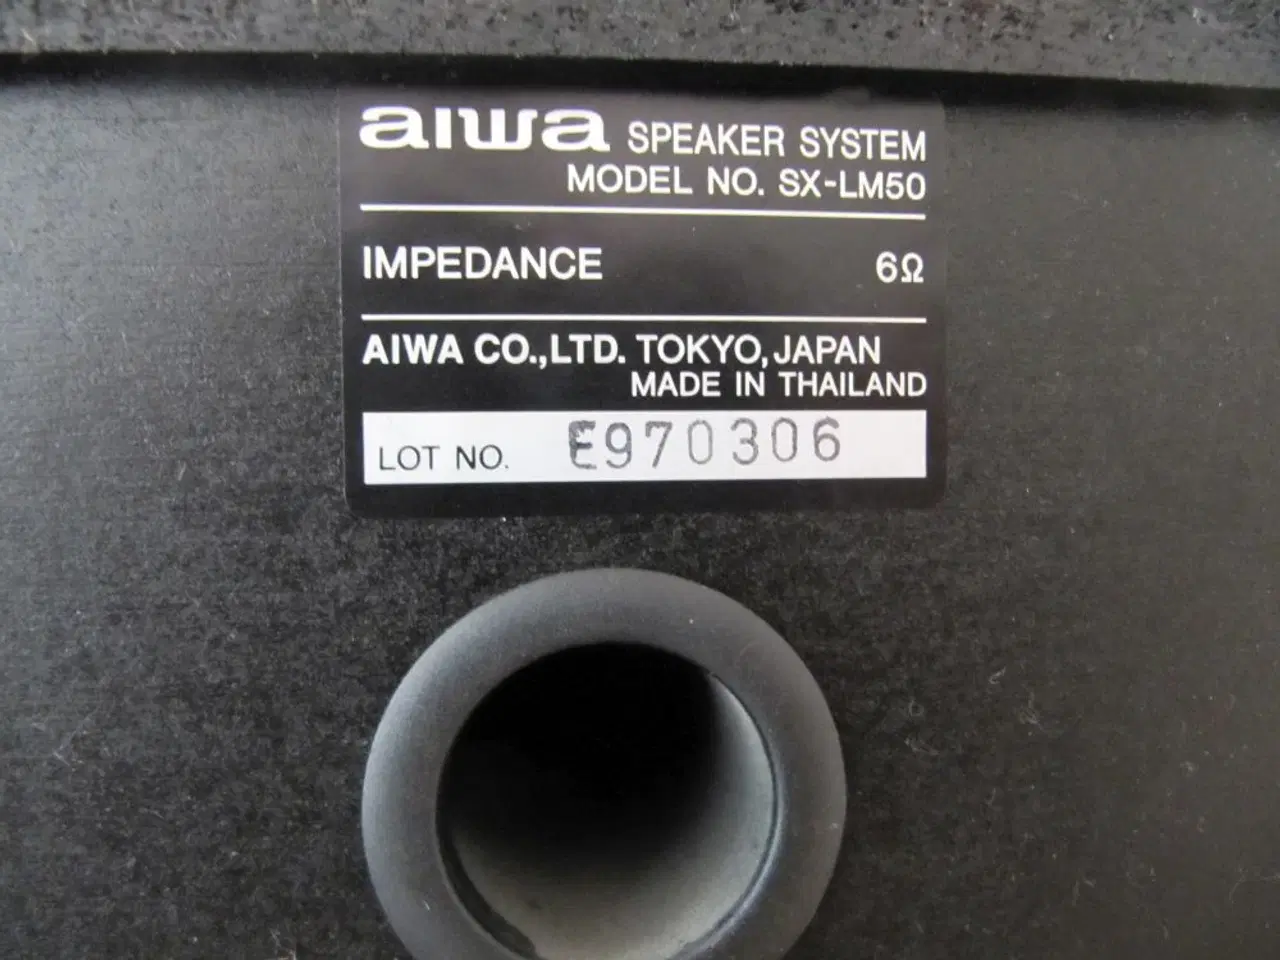 aiwa SPEAKER SYSTEM
MODEL NO. SX-LM50
IMPEDANCE 6Ω
AIWA CO.,LTD. TOKYO, JAPAN
MADE IN THAILAND
LOT NO. E970306